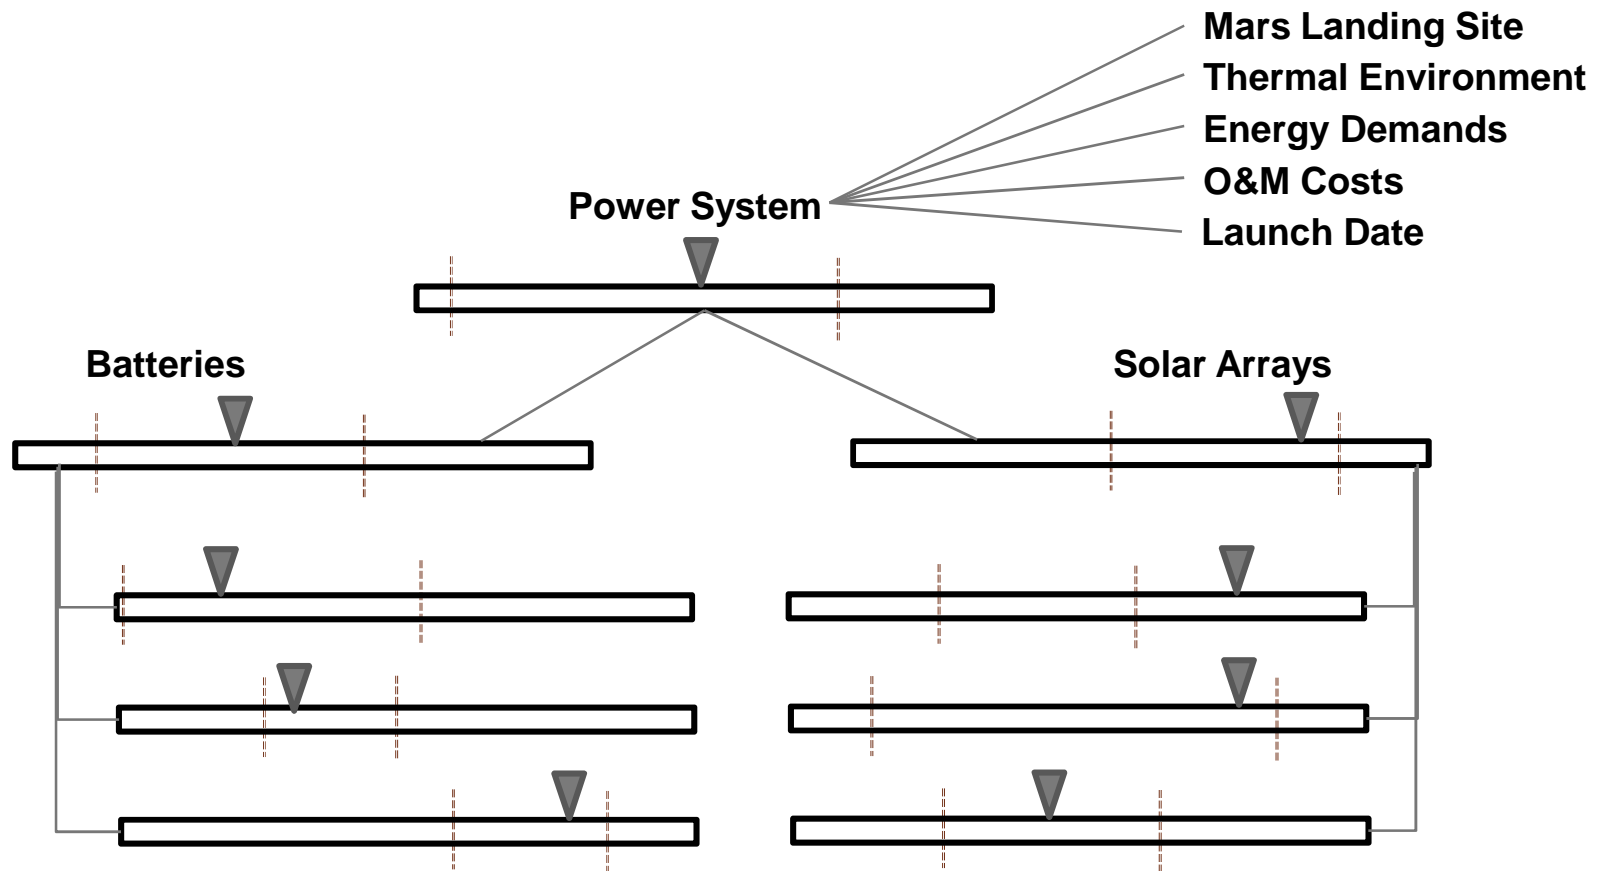 Mars Landing Site
Thermal Environment
Energy Demands
O&M Costs
Launch Date
Power System
Batteries
Solar Arrays